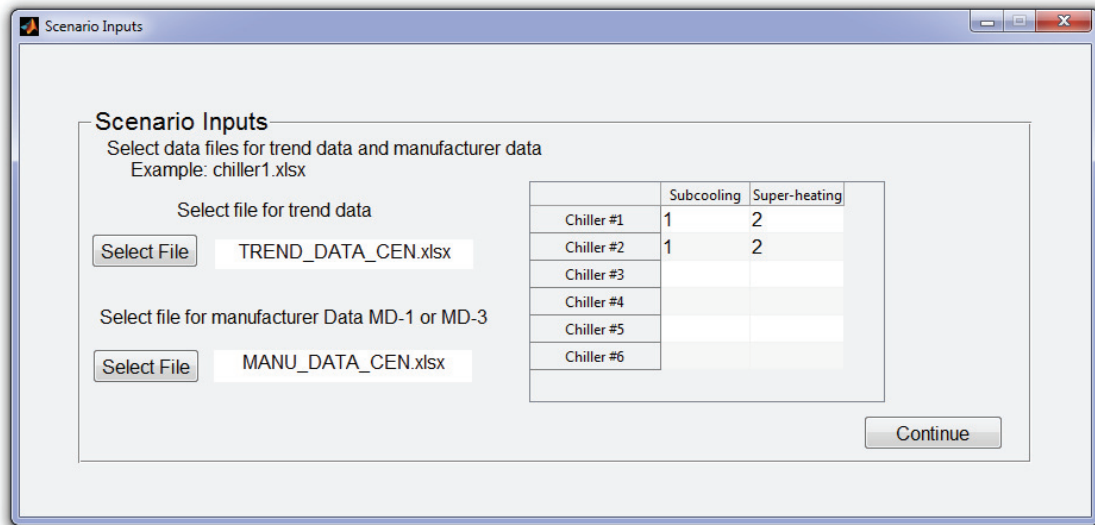 Scenario Inputs
Scenario Inputs
Select data files for trend data and manufacturer data
Example: chiller1.xlsx
Select file for trend data
Select File TREND_DATA_CEN.xlsx
Select file for manufacturer Data MD-1 or MD-3
Select File MANU_DATA_CEN.xlsx
Subcooling Super-heating
Chiller #1 1 2
Chiller #2 1 2
Chiller #3
Chiller #4
Chiller #5
Chiller #6
Continue